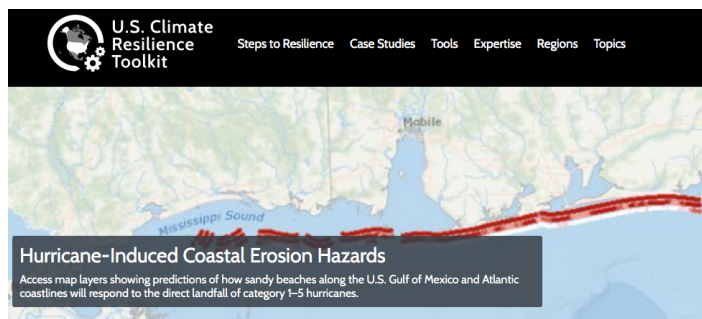 U.S. Climate
Resilience
Toolkit
Steps to Resilience Case Studies Tools Expertise Regions Topics
Mobile
Mississippi Sound
Hurricane-Induced Coastal Erosion Hazards
Access map layers showing predictions of how sandy beaches along the U.S. Gulf of Mexico and Atlantic
coastlines will respond to the direct landfall of category 1–5 hurricanes.